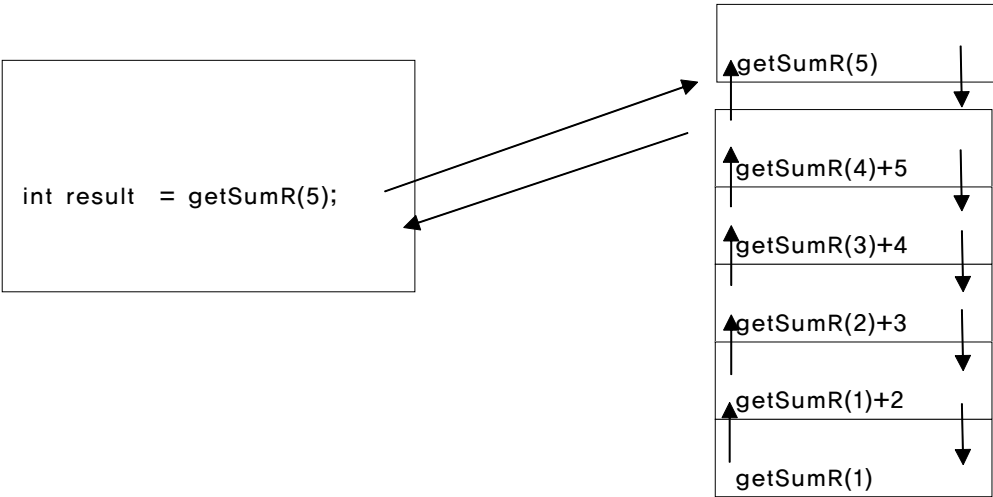 int result = getSumR(5);
getSumR(5)
getSumR(4)+5
getSumR(3)+4
getSumR(2)+3
getSumR(1)+2
getSumR(1)